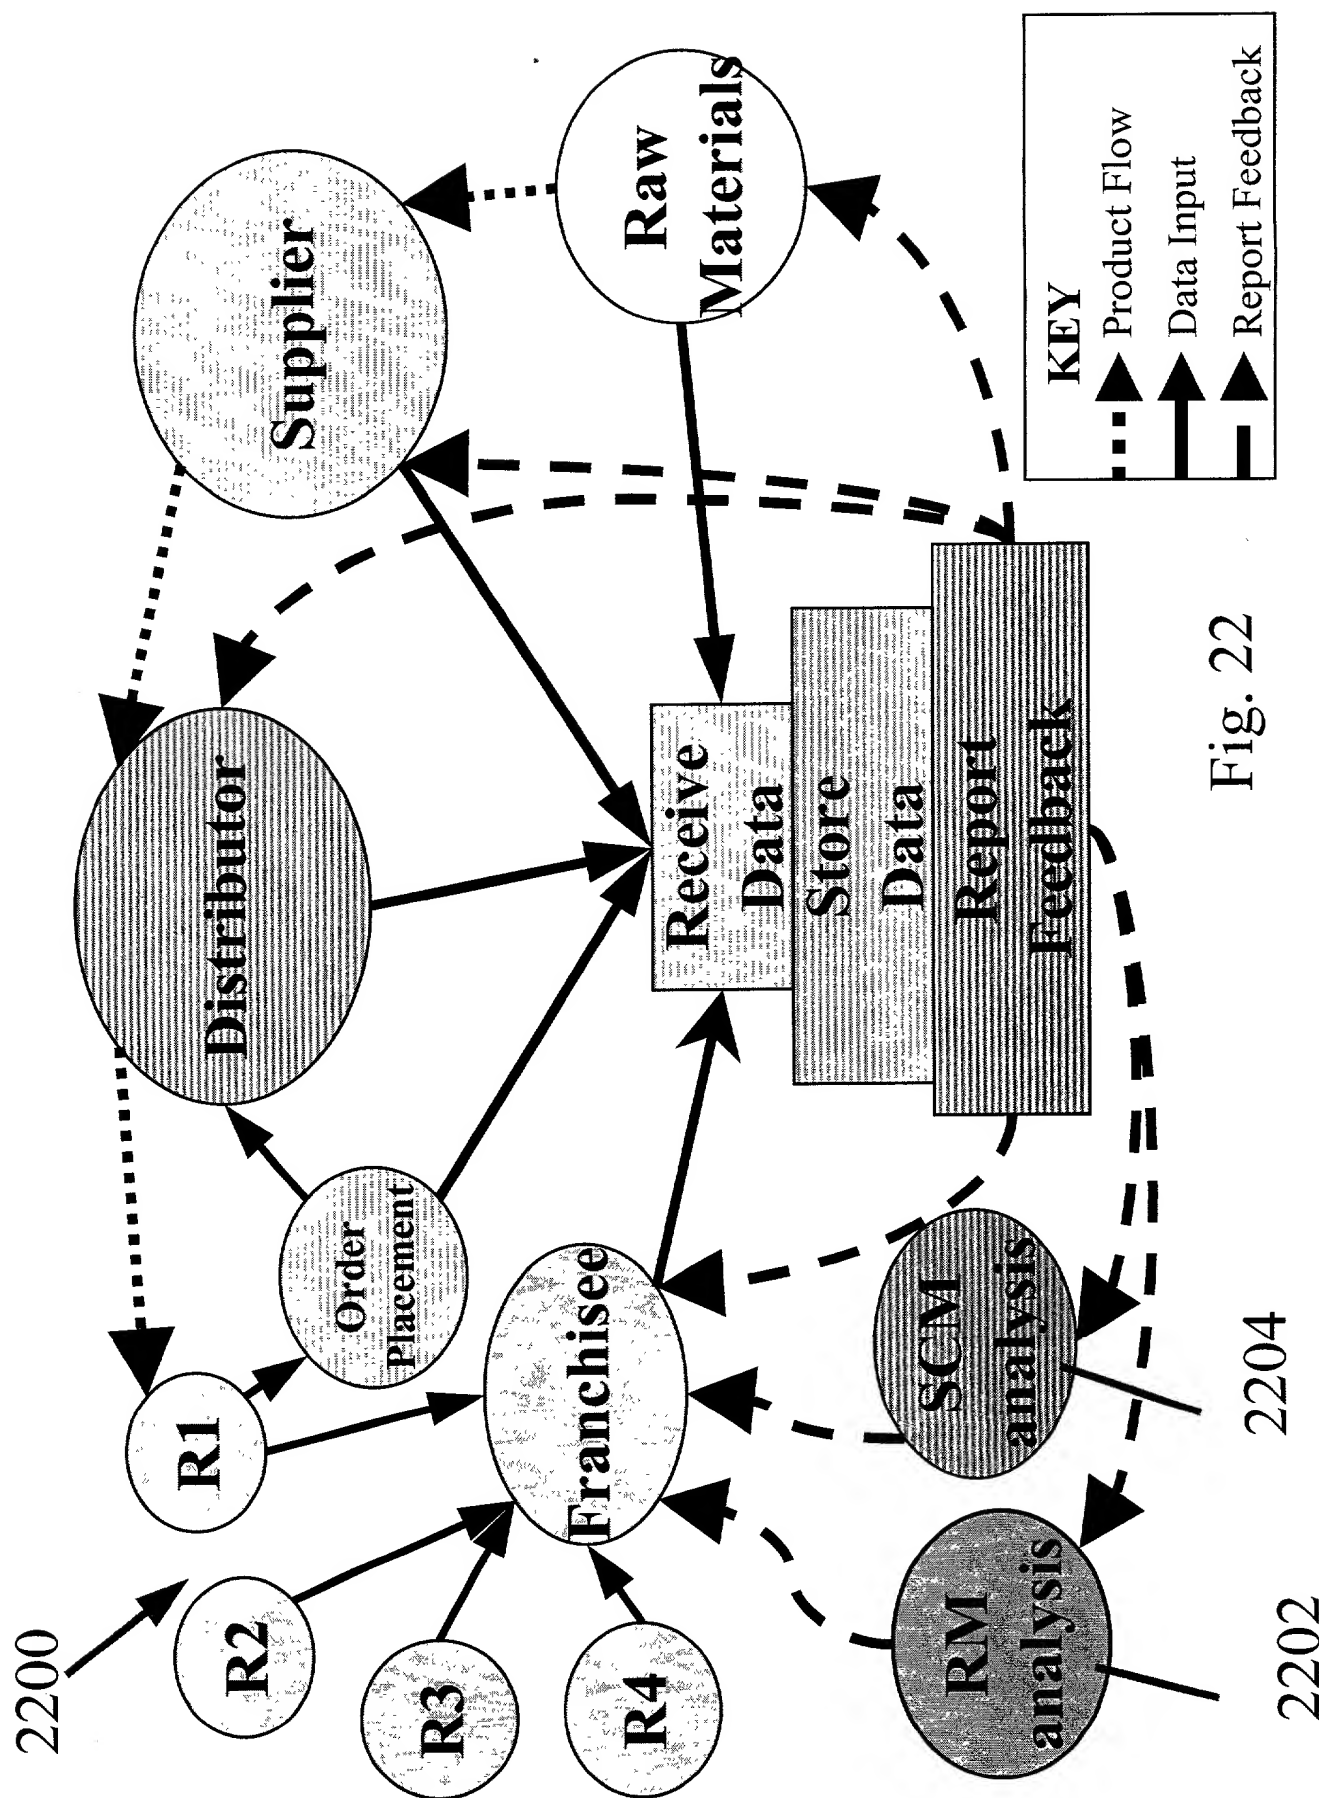 2200
R1
R2
R3
R4
Order
Placement
Distributor
Supplier
Raw
Materials
Franchisee
Receive
Data
Store
Data
Report
Feedback
SCM
analysis
RM
analysis
2202
2204
KEY
Product Flow
Data Input
Report Feedback
Fig. 22